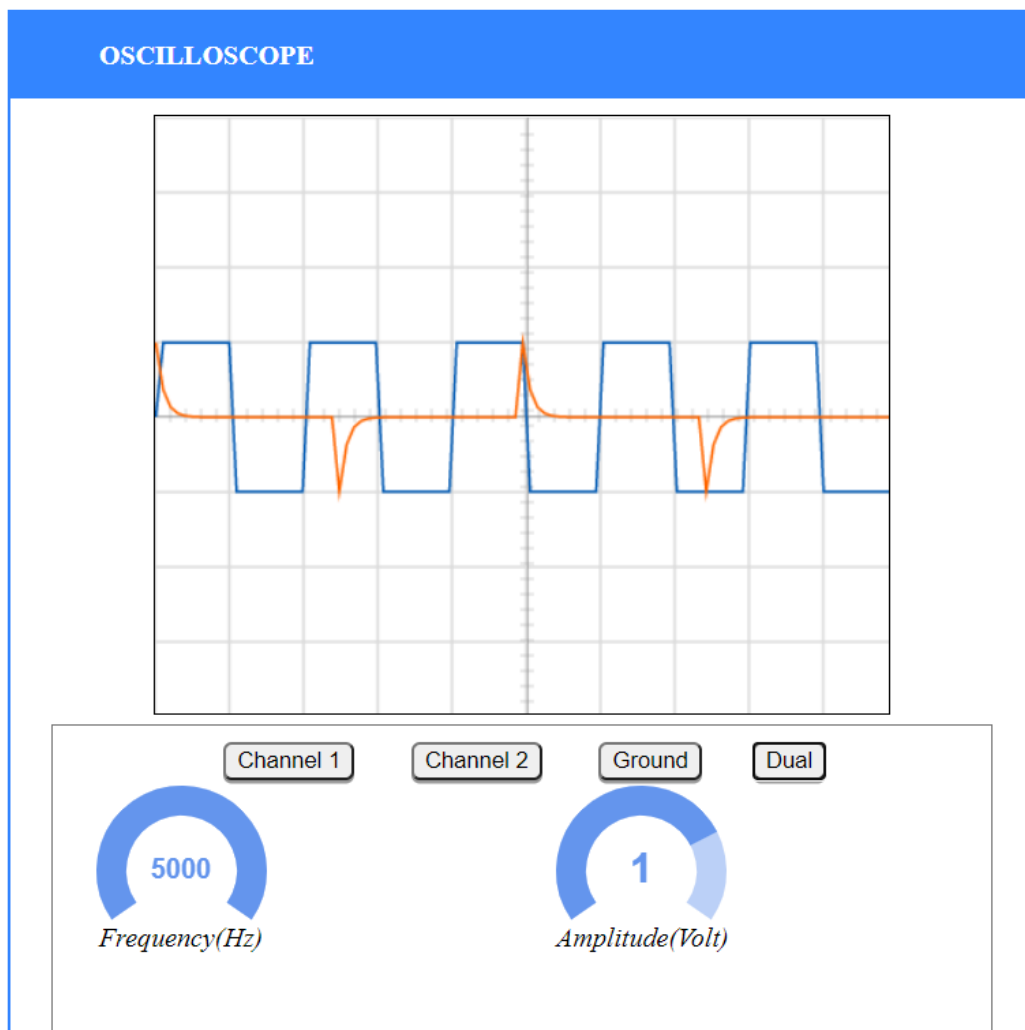 OSCILLOSCOPE
Channel 1 Channel 2 Ground Dual
5000 1
Frequency(Hz) Amplitude(Volt)